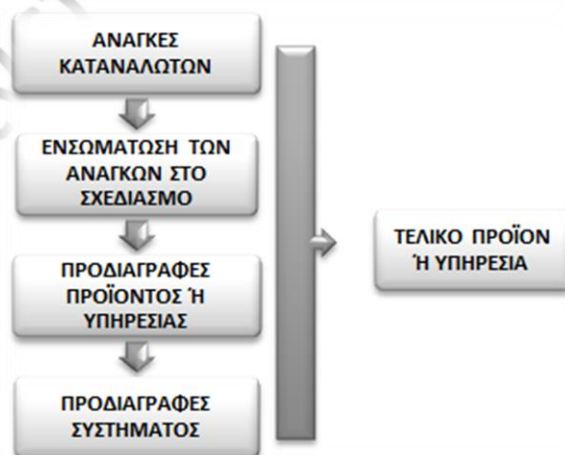 ΑΝΑΓΚΕΣ
ΚΑΤΑΝΑΛΩΤΩΝ
ΕΝΣΩΜΑΤΩΣΗ ΤΩΝ
ΑΝΑΓΚΩΝ ΣΤΟ
ΣΧΕΔΙΑΣΜΟ
ΠΡΟΔΙΑΓΡΑΦΕΣ
ΠΡΟΪΟΝΤΟΣ Ή
ΥΠΗΡΕΣΙΑΣ
ΠΡΟΔΙΑΓΡΑΦΕΣ
ΣΥΣΤΗΜΑΤΟΣ
ΤΕΛΙΚΟ ΠΡΟΪΟΝ
Ή ΥΠΗΡΕΣΙΑ